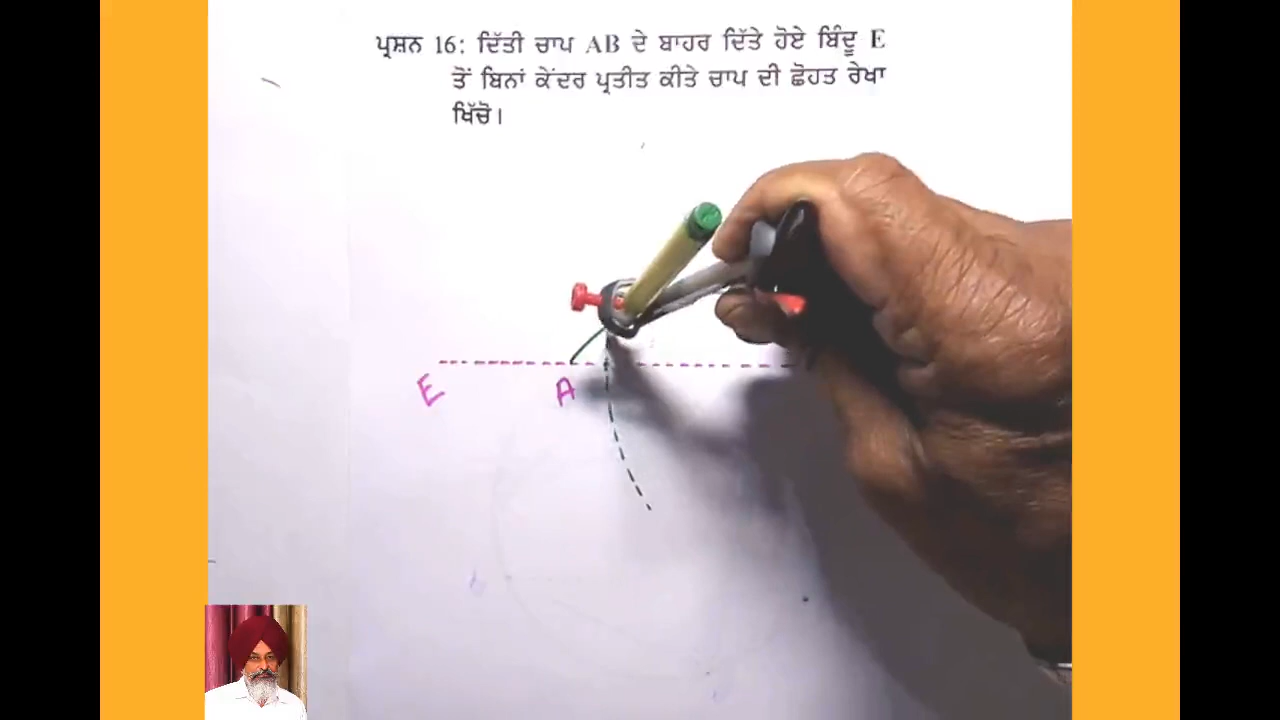 ਪ੍ਰਸ਼ਨ 16: ਦਿੱਤੀ ਚਾਪ AB ਦੇ ਬਾਹਰ ਦਿੱਤੇ ਹੋਏ ਬਿੰਦੂ E
ਤੋਂ ਬਿਨਾਂ ਕੇਂਦਰ ਪ੍ਰਤੀਤ ਕੀਤੇ ਚਾਪ ਦੀ ਛੋਹਤ ਰੇਖਾ
ਖਿੱਚੋ।
E A